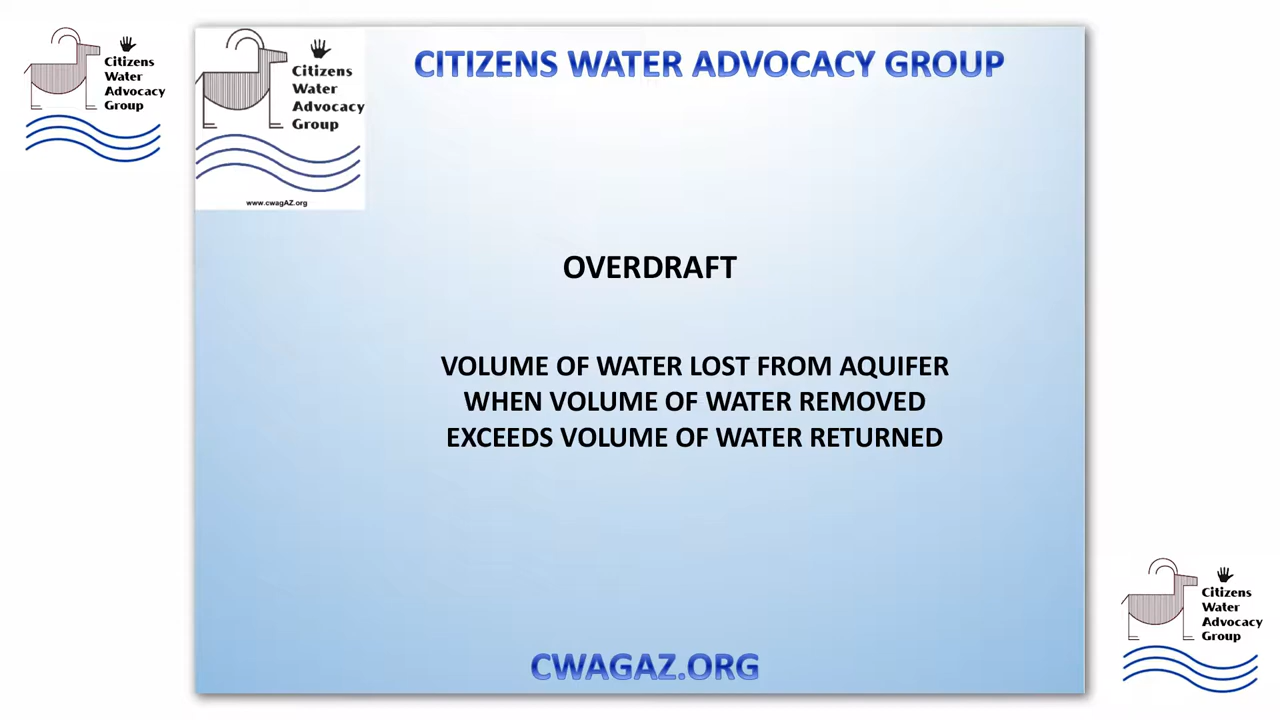 Citizens
Water
Advocacy
Group
Citizens
Water
Advocacy
Group
www.cwagAZ.org
CITIZENS WATER ADVOCACY GROUP
OVERDRAFT
VOLUME OF WATER LOST FROM AQUIFER
WHEN VOLUME OF WATER REMOVED
EXCEEDS VOLUME OF WATER RETURNED
CWAGAZ.ORG
Citizens
Water
Advocacy
Group